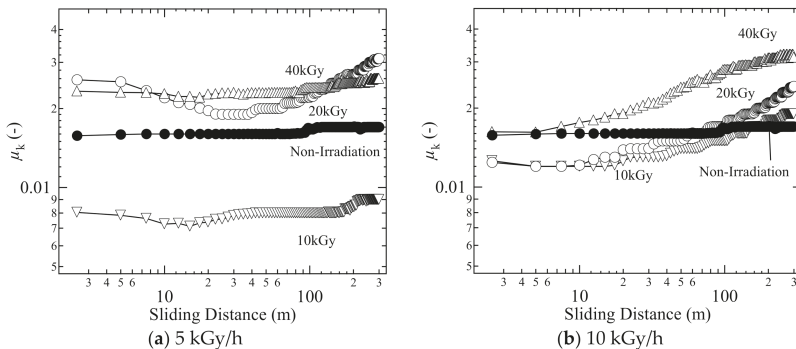 4
3
2
0.01
9
8
7
6
5
μk (-)
40kGy
20kGy
Non-Irradiation
10kGy
3 4 5 6 10 2 3 4 5 6 100 2 3
Sliding Distance (m)
(a) 5 kGy/h
4
3
2
0.01
9
8
7
6
5
μk (-)
40kGy
20kGy
Non-Irradiation
10kGy
3 4 5 6 10 2 3 4 5 6 100 2 3
Sliding Distance (m)
(b) 10 kGy/h